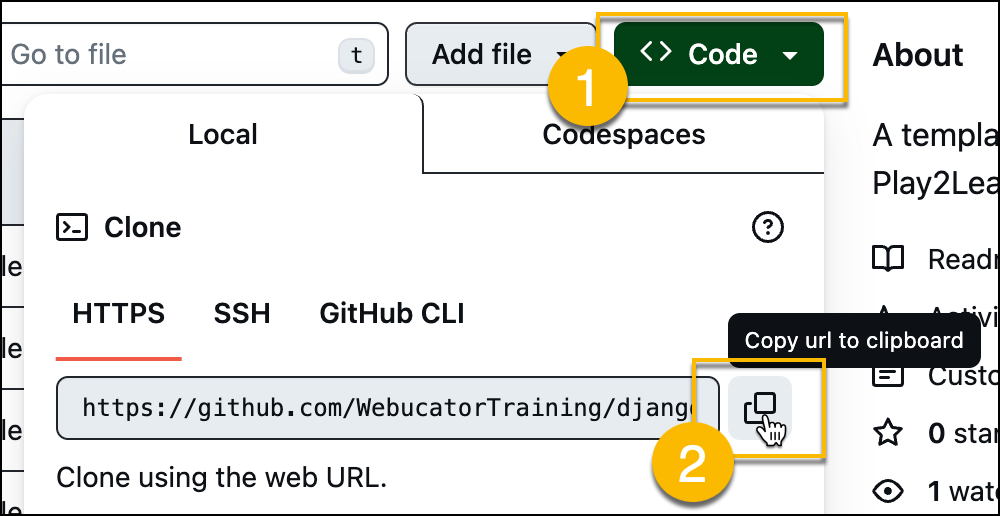 Go to file
t
Add file
<> Code
1
About
Local
Codespaces
A templa
Play2Lea
Clone
Readm
le
HTTPS
SSH
GitHub CLI
Activi
Copy url to clipboard
le
Custo
https://github.com/WebucatorTraining/django
2
le
0 star
Clone using the web URL.
1 watc
le